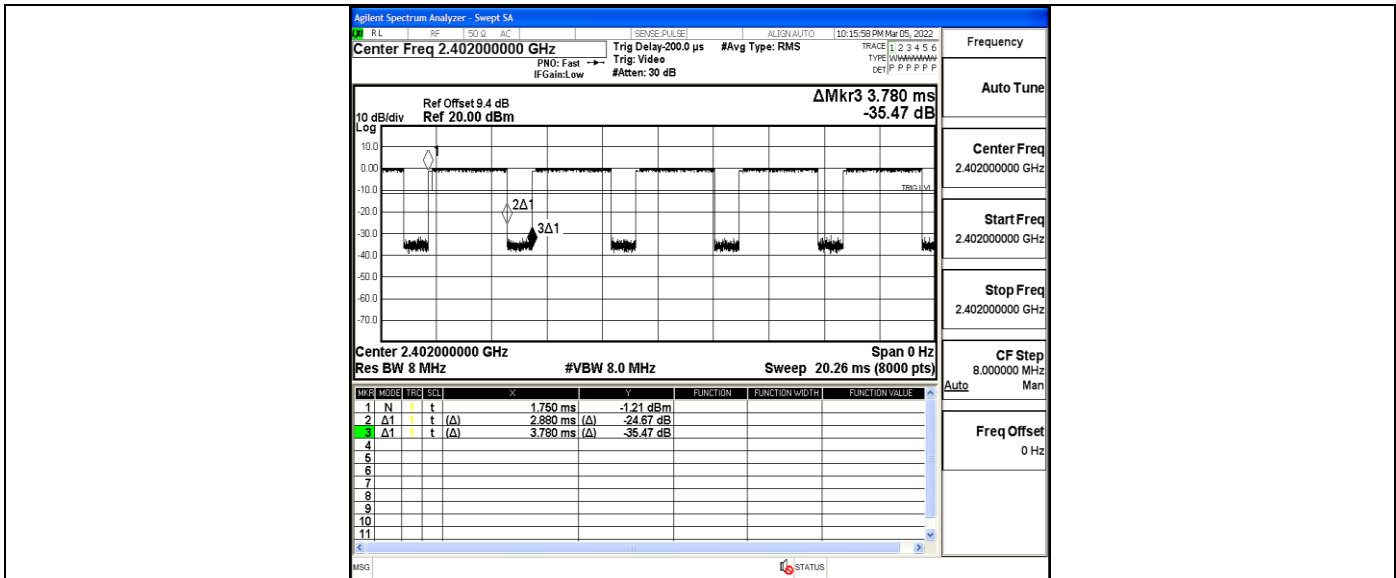 Agilent Spectrum Analyzer - Swept SA
RL RF 50 Ω AC SENSE:PULSE ALIGN AUTO 10:15:58 PM Mar 05, 2022
Center Freq 2.402000000 GHz
PNO: Fast
IFGain:Low
Trig Delay-200.0 µs
Trig: Video
#Atten: 30 dB
#Avg Type: RMS
TRACE 1 2 3 4 5 6
TYPE WWWWWW
DET P P P P P P
Frequency
Auto Tune
Center Freq
2.402000000 GHz
Start Freq
2.402000000 GHz
Stop Freq
2.402000000 GHz
CF Step
8.000000 MHz
Auto Man
Freq Offset
0 Hz
ΔMkr3 3.780 ms
-35.47 dB
Ref Offset 9.4 dB
10 dB/div Ref 20.00 dBm
Log
10.0
0.00
-10.0
-20.0
-30.0
-40.0
-50.0
-60.0
-70.0
1
TRIG LVL
2Δ1
3Δ1
Center 2.402000000 GHz Span 0 Hz
Res BW 8 MHz #VBW 8.0 MHz Sweep 20.26 ms (8000 pts)
MKR MODE TRC SCL X Y FUNCTION FUNCTION WIDTH FUNCTION VALUE
1 N 1 t 1.750 ms -1.21 dBm
2 Δ1 1 t (Δ) 2.880 ms (Δ) -24.67 dB
3 Δ1 1 t (Δ) 3.780 ms (Δ) -35.47 dB
4
5
6
7
8
9
10
11
MSG STATUS